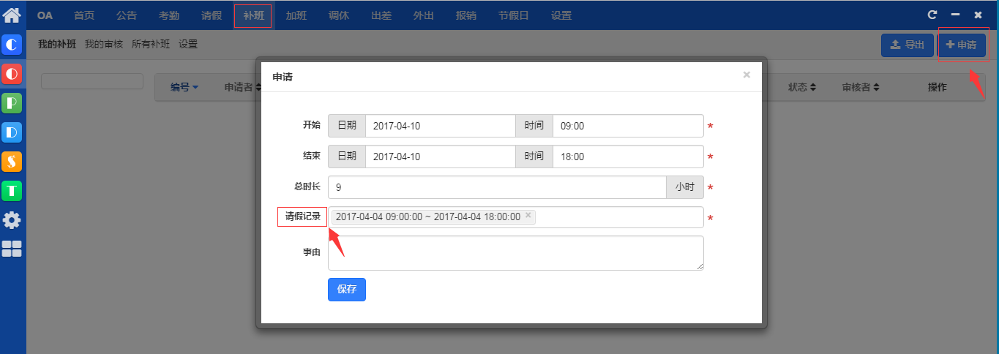 OA 首页 公告 考勤 请假 补班 加班 调休 出差 外出 报销 节假日 设置
我的补班 我的审核 所有补班 设置 导出 申请
编号 申请者 状态 审核者 操作
申请 ×
开始 日期 2017-04-10 时间 09:00 *
结束 日期 2017-04-10 时间 18:00 *
总时长 9 小时 *
请假记录 2017-04-04 09:00:00 ~ 2017-04-04 18:00:00 × *
事由
保存